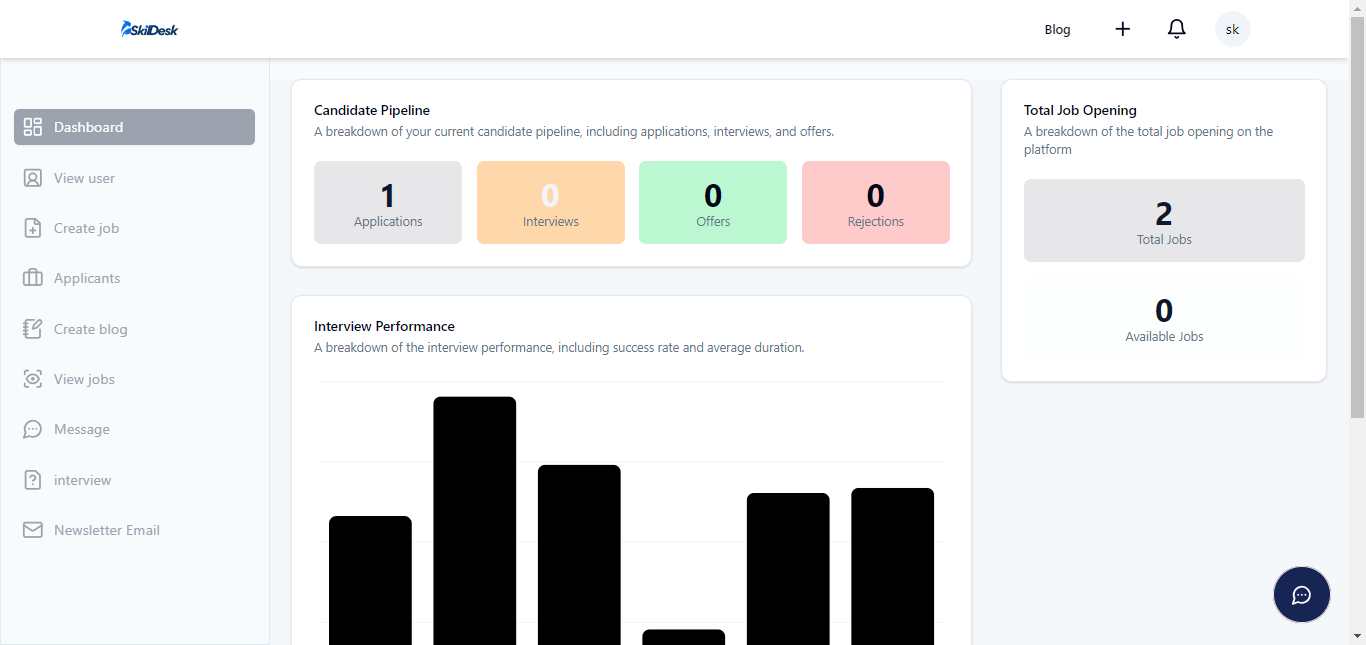 SkilDesk
Blog
sk
Dashboard
View user
Create job
Applicants
Create blog
View jobs
Message
interview
Newsletter Email
Candidate Pipeline
A breakdown of your current candidate pipeline, including applications, interviews, and offers.
1
Applications
0
Interviews
0
Offers
0
Rejections
Interview Performance
A breakdown of the interview performance, including success rate and average duration.
Total Job Opening
A breakdown of the total job opening on the
platform
2
Total Jobs
0
Available Jobs